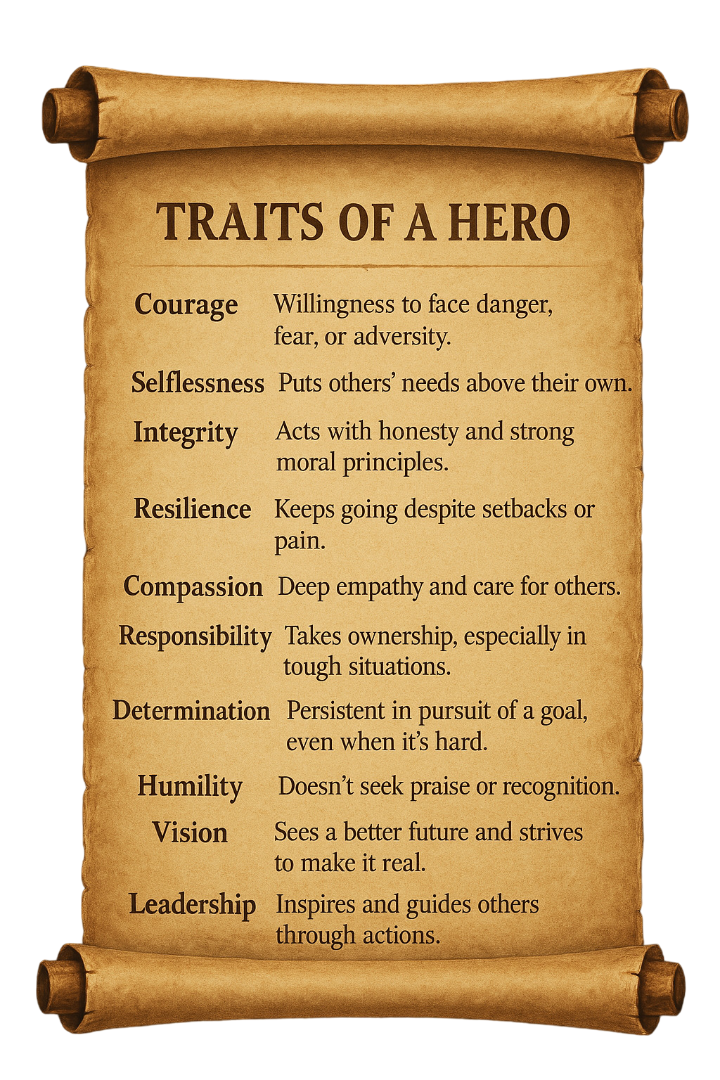 TRAITS OF A HERO
Courage Willingness to face danger,
fear, or adversity.
Selflessness Puts others’ needs above their own.
Integrity Acts with honesty and strong
moral principles.
Resilience Keeps going despite setbacks or
pain.
Compassion Deep empathy and care for others.
Responsibility Takes ownership, especially in
tough situations.
Determination Persistent in pursuit of a goal,
even when it’s hard.
Humility Doesn’t seek praise or recognition.
Vision Sees a better future and strives
to make it real.
Leadership Inspires and guides others
through actions.